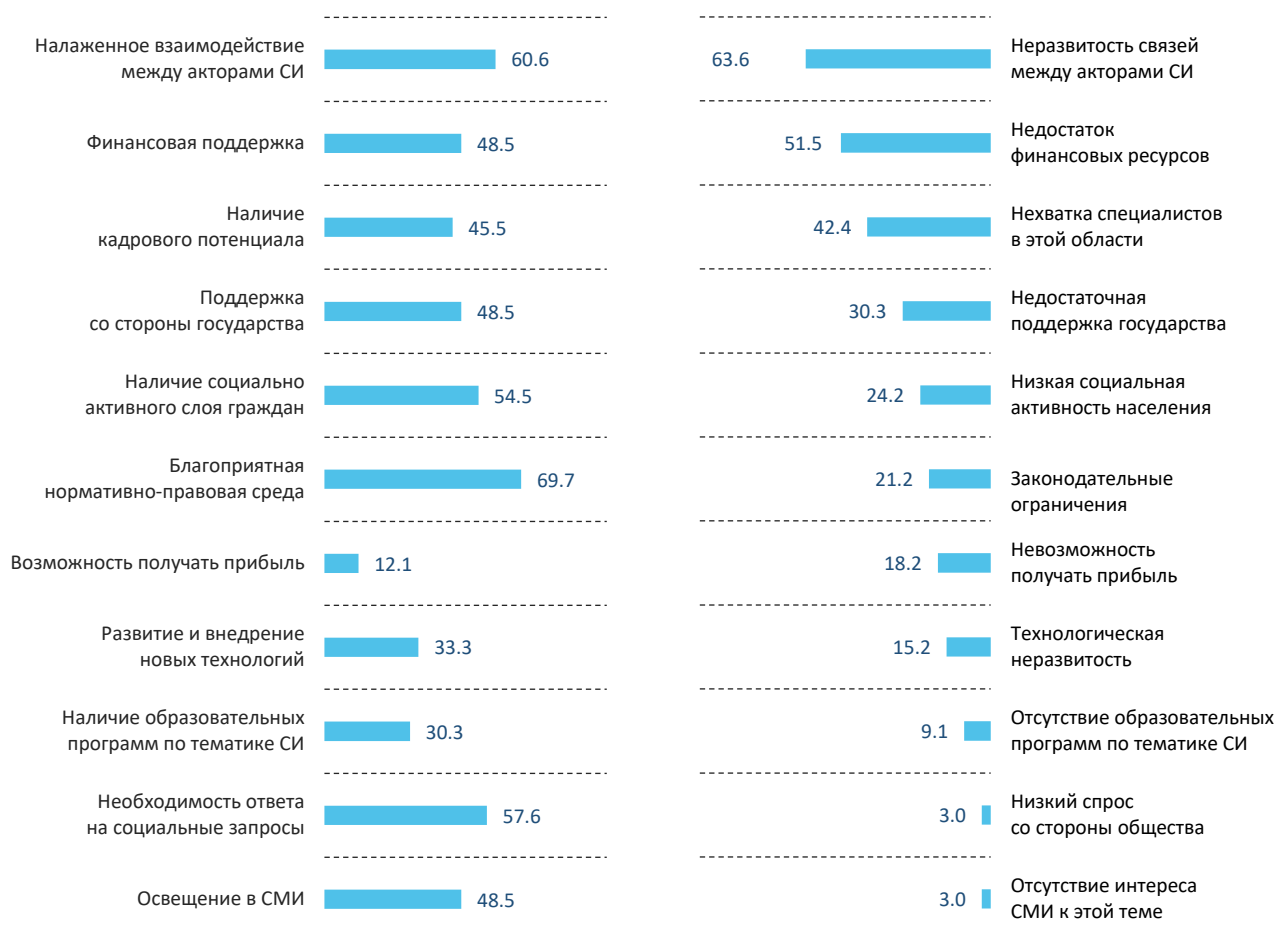 Налаженное взаимодействие
между акторами СИ
60.6
63.6
Неразвитость связей
между акторами СИ
Финансовая поддержка
48.5
51.5
Недостаток
финансовых ресурсов
Наличие
кадрового потенциала
45.5
42.4
Нехватка специалистов
в этой области
Поддержка
со стороны государства
48.5
30.3
Недостаточная
поддержка государства
Наличие социально
активного слоя граждан
54.5
24.2
Низкая социальная
активность населения
Благоприятная
нормативно-правовая среда
69.7
21.2
Законодательные
ограничения
Возможность получать прибыль
12.1
18.2
Невозможность
получать прибыль
Развитие и внедрение
новых технологий
33.3
15.2
Технологическая
неразвитость
Наличие образовательных
программ по тематике СИ
30.3
9.1
Отсутствие образовательных
программ по тематике СИ
Необходимость ответа
на социальные запросы
57.6
3.0
Низкий спрос
со стороны общества
Освещение в СМИ
48.5
3.0
Отсутствие интереса
СМИ к этой теме